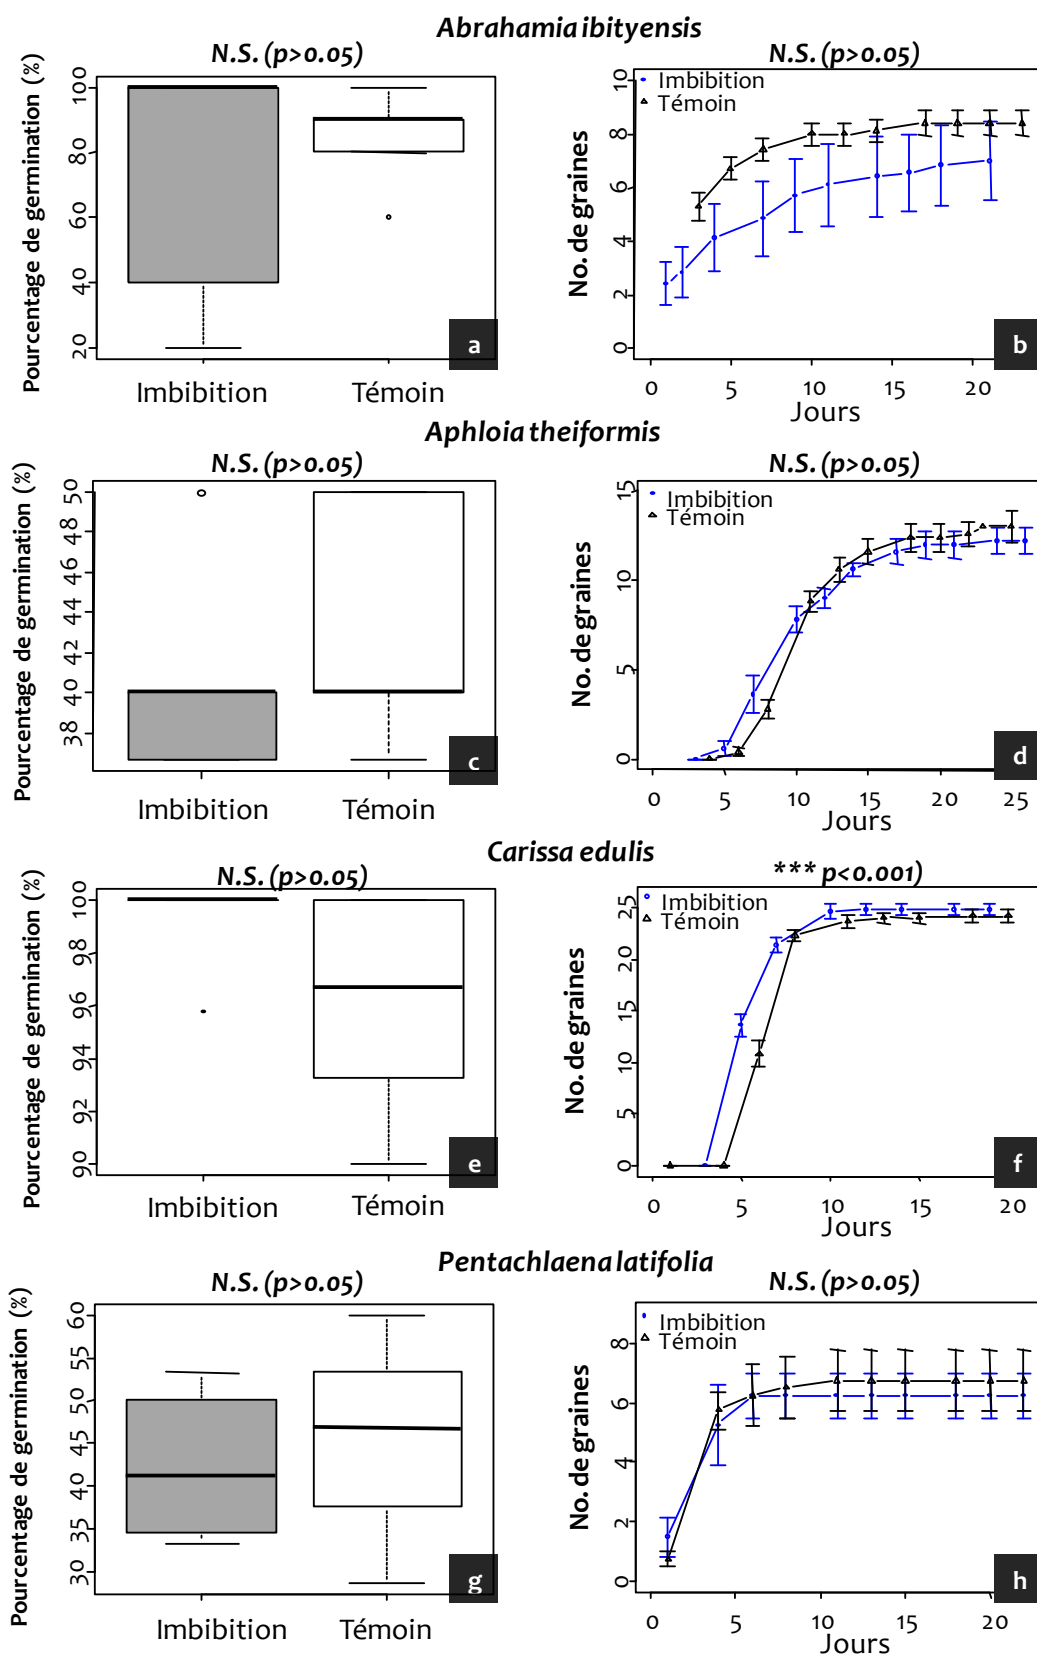 Abrahamia ibityensis
N.S. (p>0.05)
N.S. (p>0.05)
Pourcentage de germination (%)
100
80
60
40
20
Imbibition
Témoin
a
No. de graines
10
8
6
4
2
0
Imbibition
Témoin
0 5 10 15 20
Jours
b
Aphloia theiformis
N.S. (p>0.05)
N.S. (p>0.05)
Pourcentage de germination (%)
50
48
46
44
42
40
38
Imbibition
Témoin
c
No. de graines
15
10
5
0
Imbibition
Témoin
0 5 10 15 20 25
Jours
d
Carissa edulis
N.S. (p>0.05)
*** p<0.001)
Pourcentage de germination (%)
100
98
96
94
92
90
Imbibition
Témoin
e
No. de graines
25
20
15
10
5
0
Imbibition
Témoin
0 5 10 15 20
Jours
f
Pentachlaena latifolia
N.S. (p>0.05)
N.S. (p>0.05)
Pourcentage de germination (%)
60
55
50
45
40
35
30
Imbibition
Témoin
g
No. de graines
8
6
4
2
0
Imbibition
Témoin
0 5 10 15 20
Jours
h